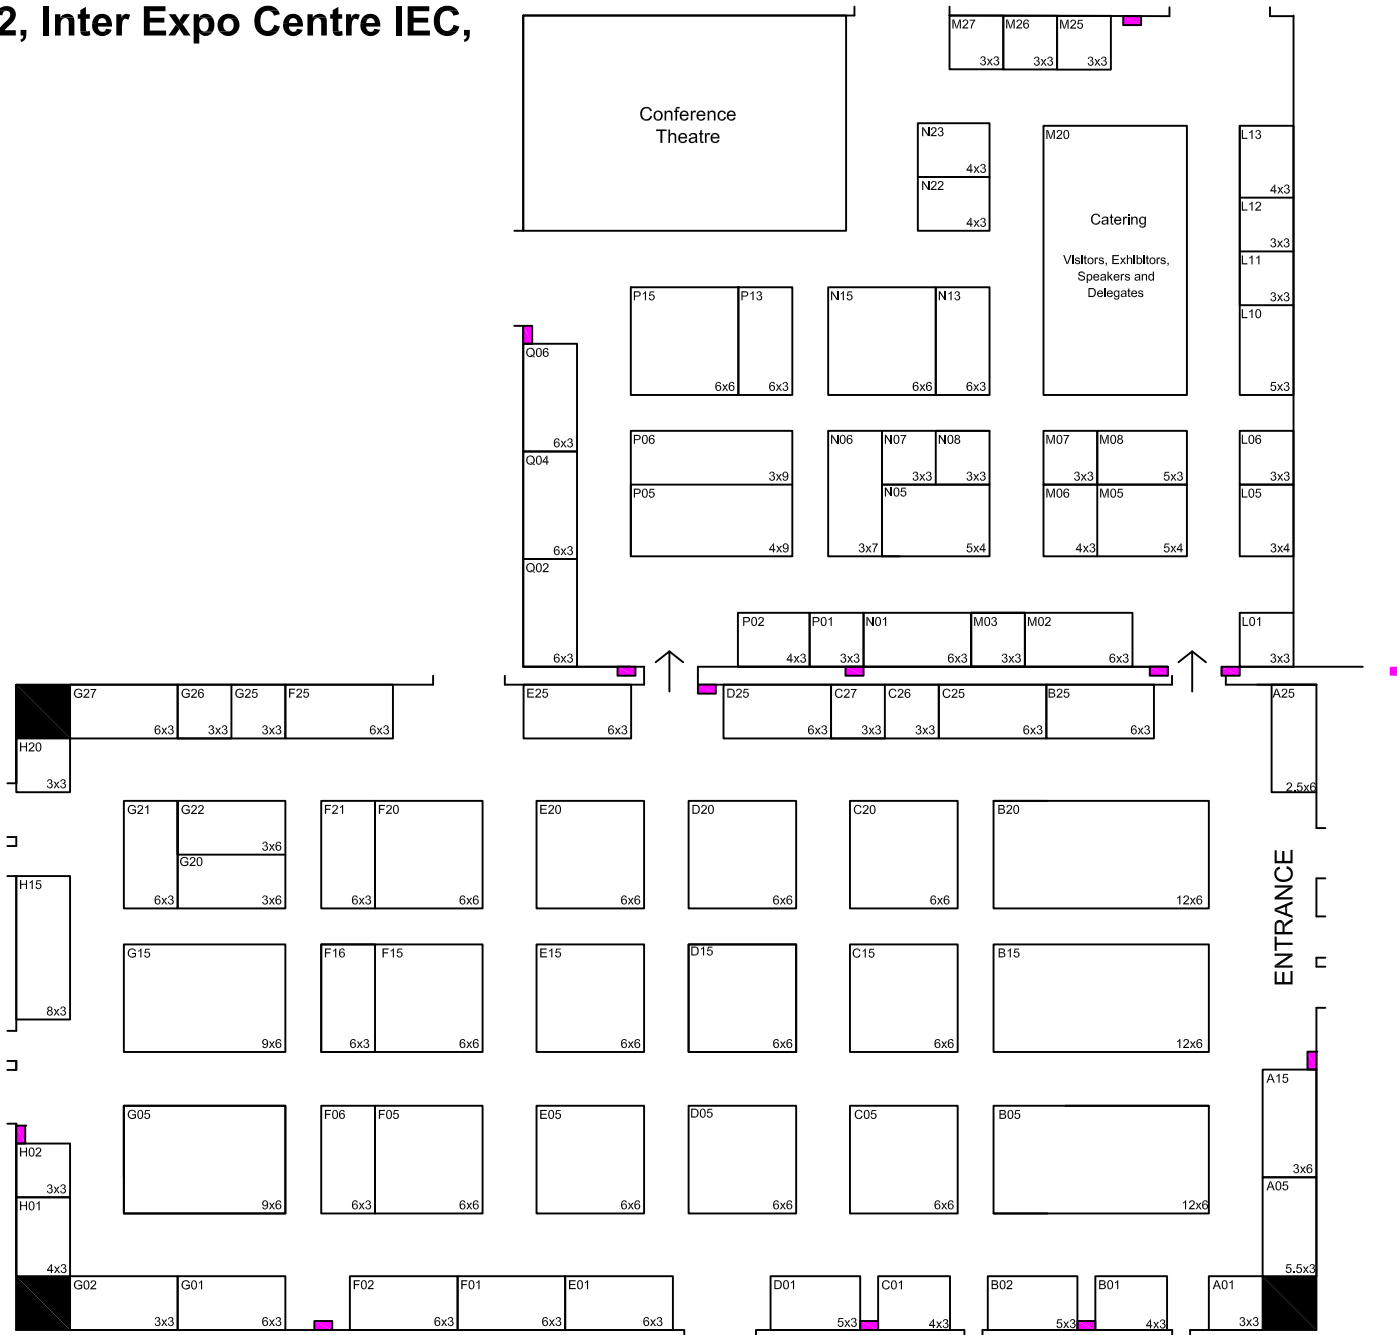 2, Inter Expo Centre IEC,
M27 M26 M25
3x3 3x3 3x3
Conference
Theatre
N23
4x3
N22
4x3
M20
Catering
Visitors, Exhibitors,
Speakers and
Delegates
L13
4x3
L12
3x3
L11
3x3
L10
5x3
P15 P13
6x6 6x3
N15 N13
6x6 6x3
Q06
6x3
Q04
6x3
Q02
6x3
P06
3x9
P05
4x9
N06 N07 N08
3x3 3x3
N05
3x7 5x4
M07 M08
3x3 5x3
M06 M05
4x3 5x4
L06
3x3
L05
3x4
P02 P01 N01 M03 M02
4x3 3x3 6x3 3x3 6x3
L01
3x3
G27 G26 G25 F25
6x3 3x3 3x3 6x3
E25
6x3
D25 C27 C26 C25 B25
6x3 3x3 3x3 6x3 6x3
A25
2.5x6
H20
3x3
G21 G22
3x6
G20
6x3 3x6
F21 F20
6x3 6x6
E20
6x6
D20
6x6
C20
6x6
B20
12x6
ENTRANCE
H15
8x3
G15
9x6
F16 F15
6x3 6x6
E15
6x6
D15
6x6
C15
6x6
B15
12x6
A15
3x6
A05
5.5x3
H02
3x3
H01
4x3
G05
9x6
F06 F05
6x3 6x6
E05
6x6
D05
6x6
C05
6x6
B05
12x6
G02 G01
3x3 6x3
F02 F01 E01
6x3 6x3 6x3
D01 C01
5x3 4x3
B02 B01
5x3 4x3
A01
3x3